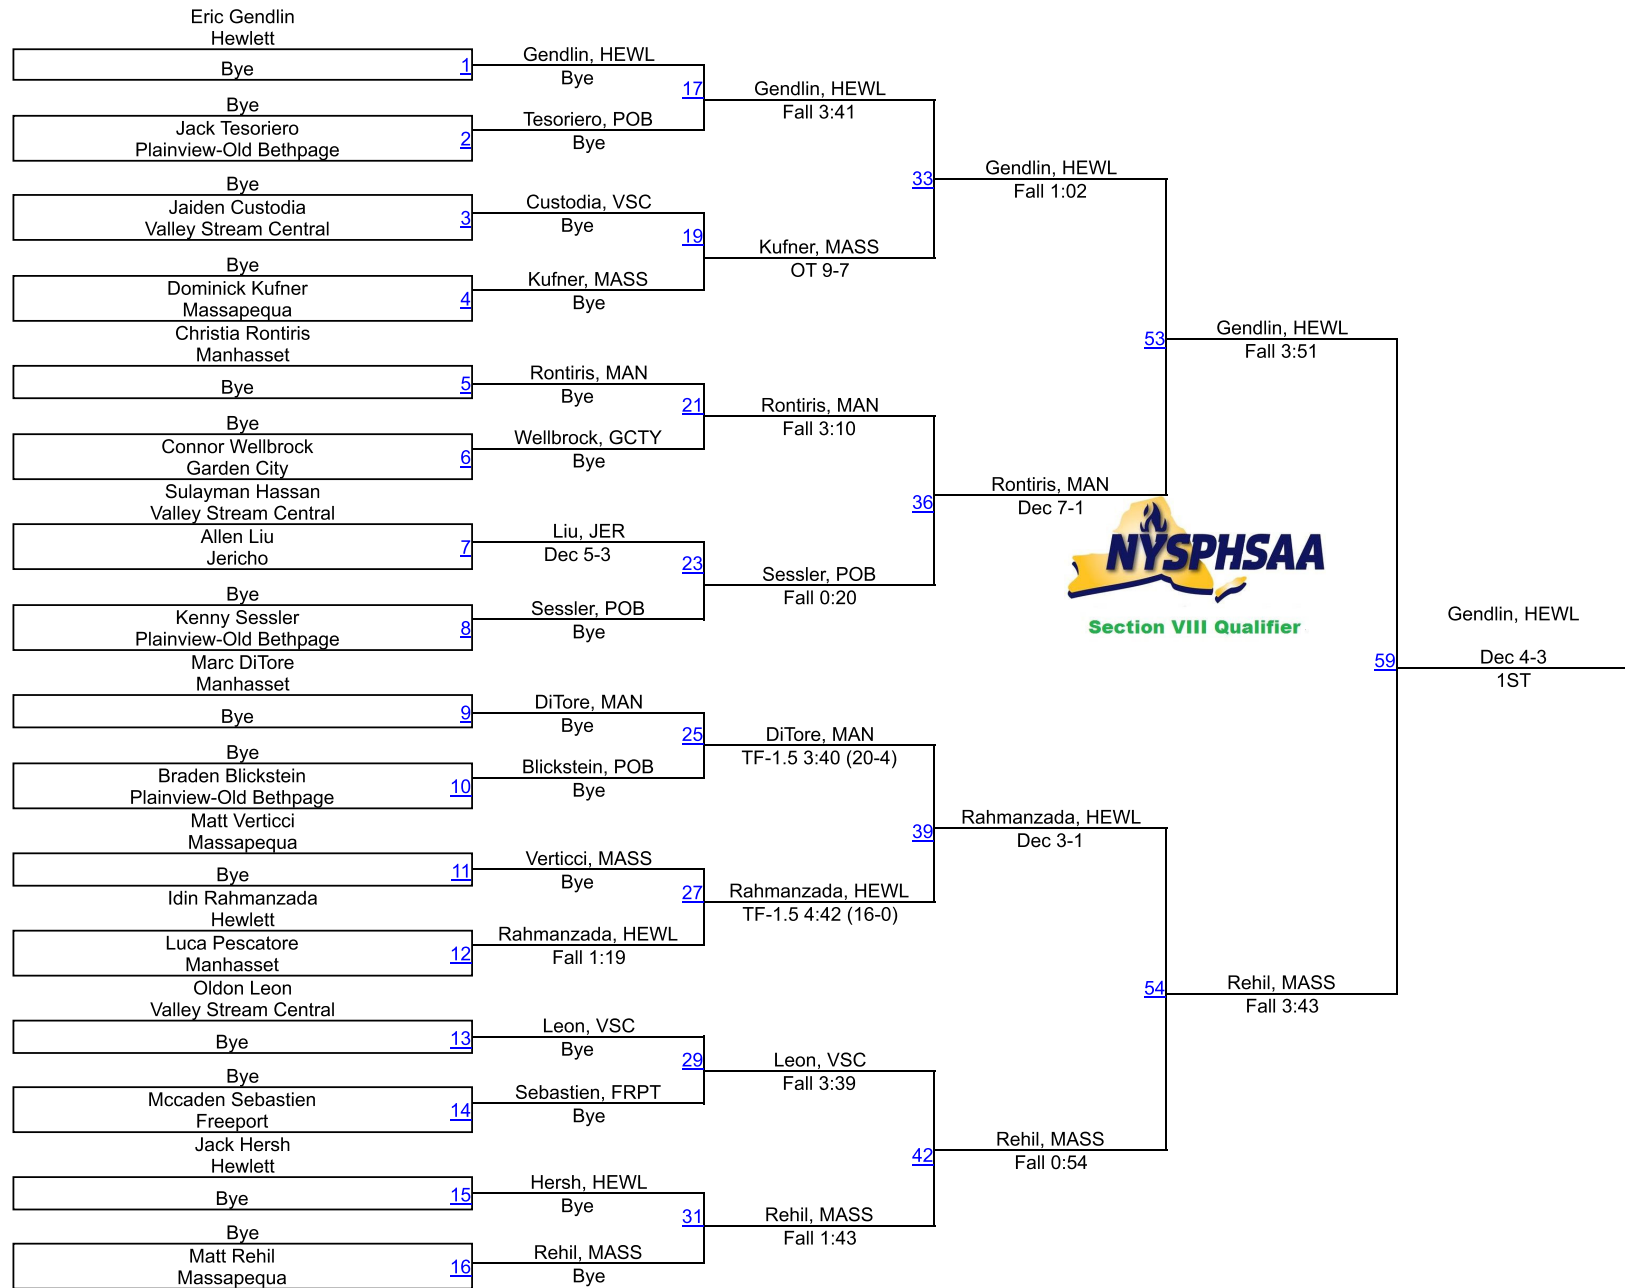 Eric Gendlin
Hewlett
Bye
1
Bye
Jack Tesoriero
Plainview-Old Bethpage
2
Bye
Jaiden Custodia
Valley Stream Central
3
Bye
Dominick Kufner
Massapequa
4
Christia Rontiris
Manhasset
Bye
5
Bye
Connor Wellbrock
Garden City
6
Sulayman Hassan
Valley Stream Central
Allen Liu
Jericho
7
Bye
Kenny Sessler
Plainview-Old Bethpage
8
Marc DiTore
Manhasset
Bye
9
Bye
Braden Blickstein
Plainview-Old Bethpage
10
Matt Verticci
Massapequa
Bye
11
Idin Rahmanzada
Hewlett
Luca Pescatore
Manhasset
12
Oldon Leon
Valley Stream Central
Bye
13
Bye
Mccaden Sebastien
Freeport
14
Jack Hersh
Hewlett
Bye
15
Bye
Matt Rehil
Massapequa
16
Gendlin, HEWL
Bye
17
Tesoriero, POB
Bye
Custodia, VSC
Bye
19
Kufner, MASS
Bye
Rontiris, MAN
Bye
21
Wellbrock, GCTY
Bye
Liu, JER
Dec 5-3
23
Sessler, POB
Bye
DiTore, MAN
Bye
25
Blickstein, POB
Bye
Verticci, MASS
Bye
27
Rahmanzada, HEWL
Fall 1:19
Leon, VSC
Bye
29
Sebastien, FRPT
Bye
Hersh, HEWL
Bye
31
Rehil, MASS
Bye
Gendlin, HEWL
Fall 3:41
33
Kufner, MASS
OT 9-7
Rontiris, MAN
Fall 3:10
36
Sessler, POB
Fall 0:20
DiTore, MAN
TF-1.5 3:40 (20-4)
39
Rahmanzada, HEWL
TF-1.5 4:42 (16-0)
Leon, VSC
Fall 3:39
42
Rehil, MASS
Fall 1:43
Gendlin, HEWL
Fall 1:02
53
Rontiris, MAN
Dec 7-1
NYSPHSAA
Section VIII Qualifier
Rahmanzada, HEWL
Dec 3-1
54
Rehil, MASS
Fall 0:54
Gendlin, HEWL
Fall 3:51
59
Rehil, MASS
Fall 3:43
Gendlin, HEWL
Dec 4-3
1ST